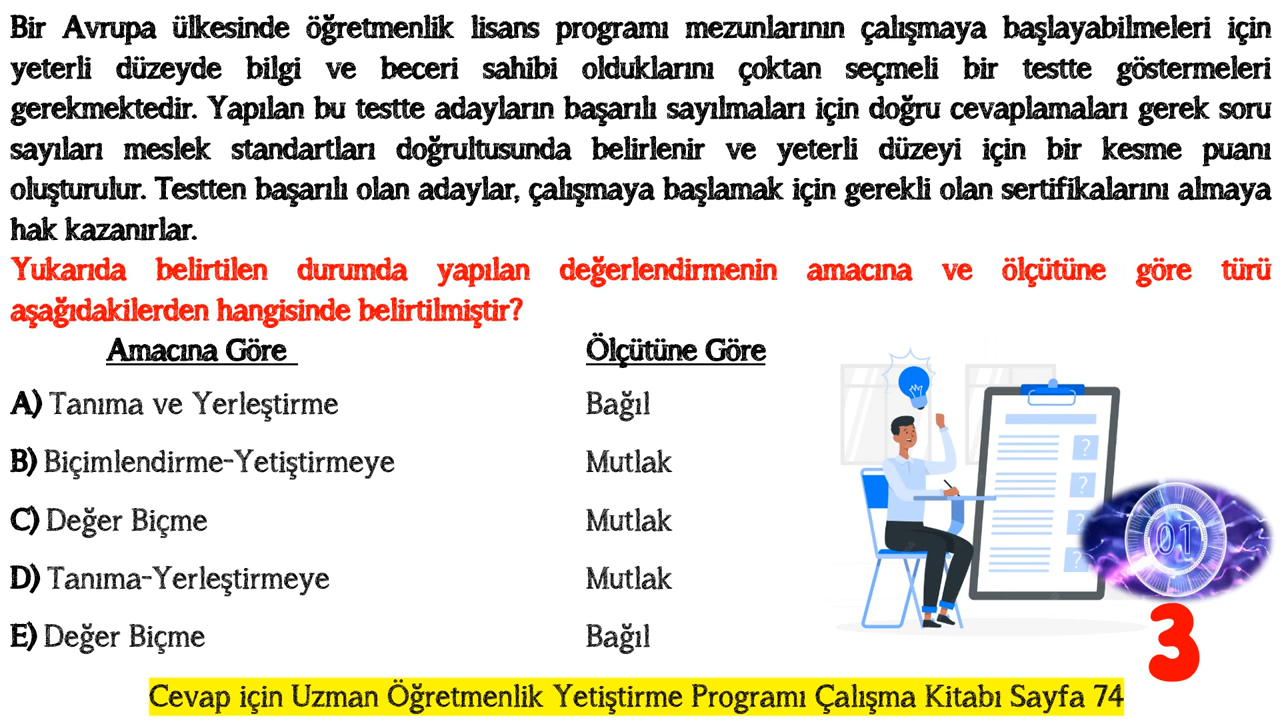 Bir Avrupa ülkesinde öğretmenlik lisans programı mezunlarının çalışmaya başlayabilmeleri için
yeterli düzeyde bilgi ve beceri sahibi olduklarını çoktan seçmeli bir testte göstermeleri
gerekmektedir. Yapılan bu testte adayların başarılı sayılmaları için doğru cevaplamaları gerek soru
sayıları meslek standartları doğrultusunda belirlenir ve yeterli düzeyi için bir kesme puanı
oluşturulur. Testten başarılı olan adaylar, çalışmaya başlamak için gerekli olan sertifikalarını almaya
hak kazanırlar.
Yukarıda belirtilen durumda yapılan değerlendirmenin amacına ve ölçütüne göre türü
aşağıdakilerden hangisinde belirtilmiştir?
Amacına Göre Ölçütüne Göre
A) Tanıma ve Yerleştirme Bağıl
B) Biçimlendirme-Yetiştirmeye Mutlak
C) Değer Biçme Mutlak
D) Tanıma-Yerleştirmeye Mutlak
E) Değer Biçme Bağıl
?
?
?
?
01
3
Cevap için Uzman Öğretmenlik Yetiştirme Programı Çalışma Kitabı Sayfa 74